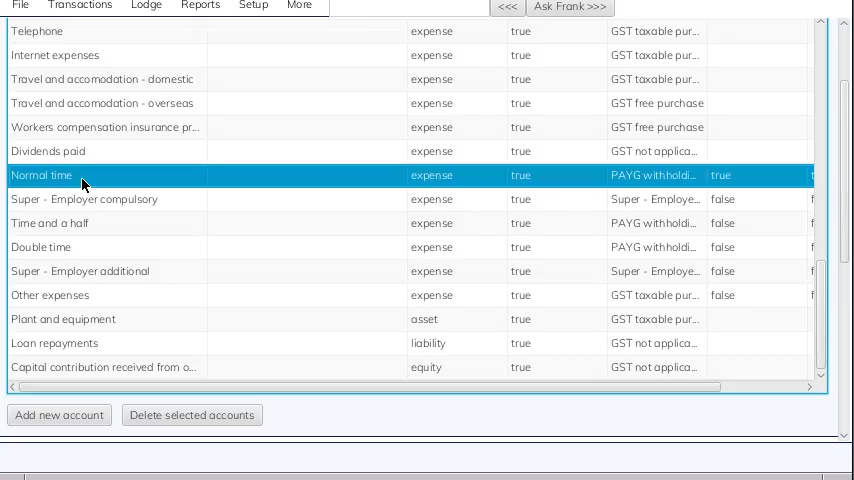 File Transactions Lodge Reports Setup More <<< Ask Frank >>>
Telephone expense true GST taxable pur...
Internet expenses expense true GST taxable pur...
Travel and accomodation - domestic expense true GST taxable pur...
Travel and accomodation - overseas expense true GST free purchase
Workers compensation insurance pr... expense true GST free purchase
Dividends paid expense true GST not applica...
Normal time expense true PAYG withholdi... true t
Super - Employer compulsory expense true Super - Employe... false f
Time and a half expense true PAYG withholdi... false f
Double time expense true PAYG withholdi... false f
Super - Employer additional expense true Super - Employe... false f
Other expenses expense true GST taxable pur... false f
Plant and equipment asset true GST taxable pur...
Loan repayments liability true GST not applica...
Capital contribution received from o... equity true GST not applica...
Add new account Delete selected accounts